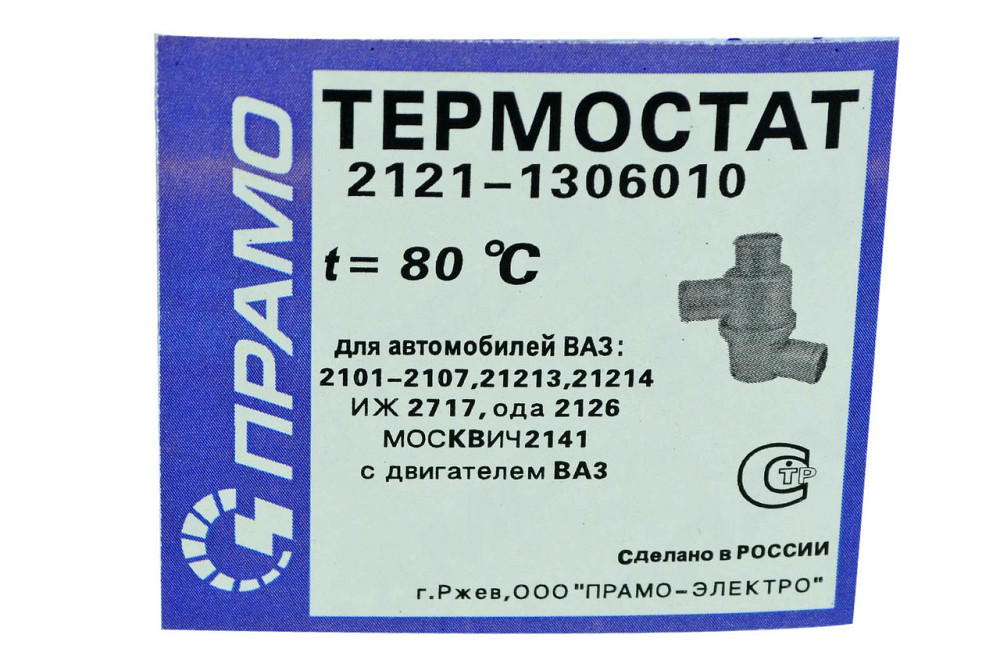 ПРАМО
ТЕРМОСТАТ
2121-1306010
t = 80 °C
для автомобилей ВАЗ:
2101-2107,21213,21214
ИЖ 2717, ода 2126
МОСКВИЧ2141
с двигателем ВАЗ
СТР
Сделано в РОССИИ
г.Ржев,ООО "ПРАМО-ЭЛЕКТРО"